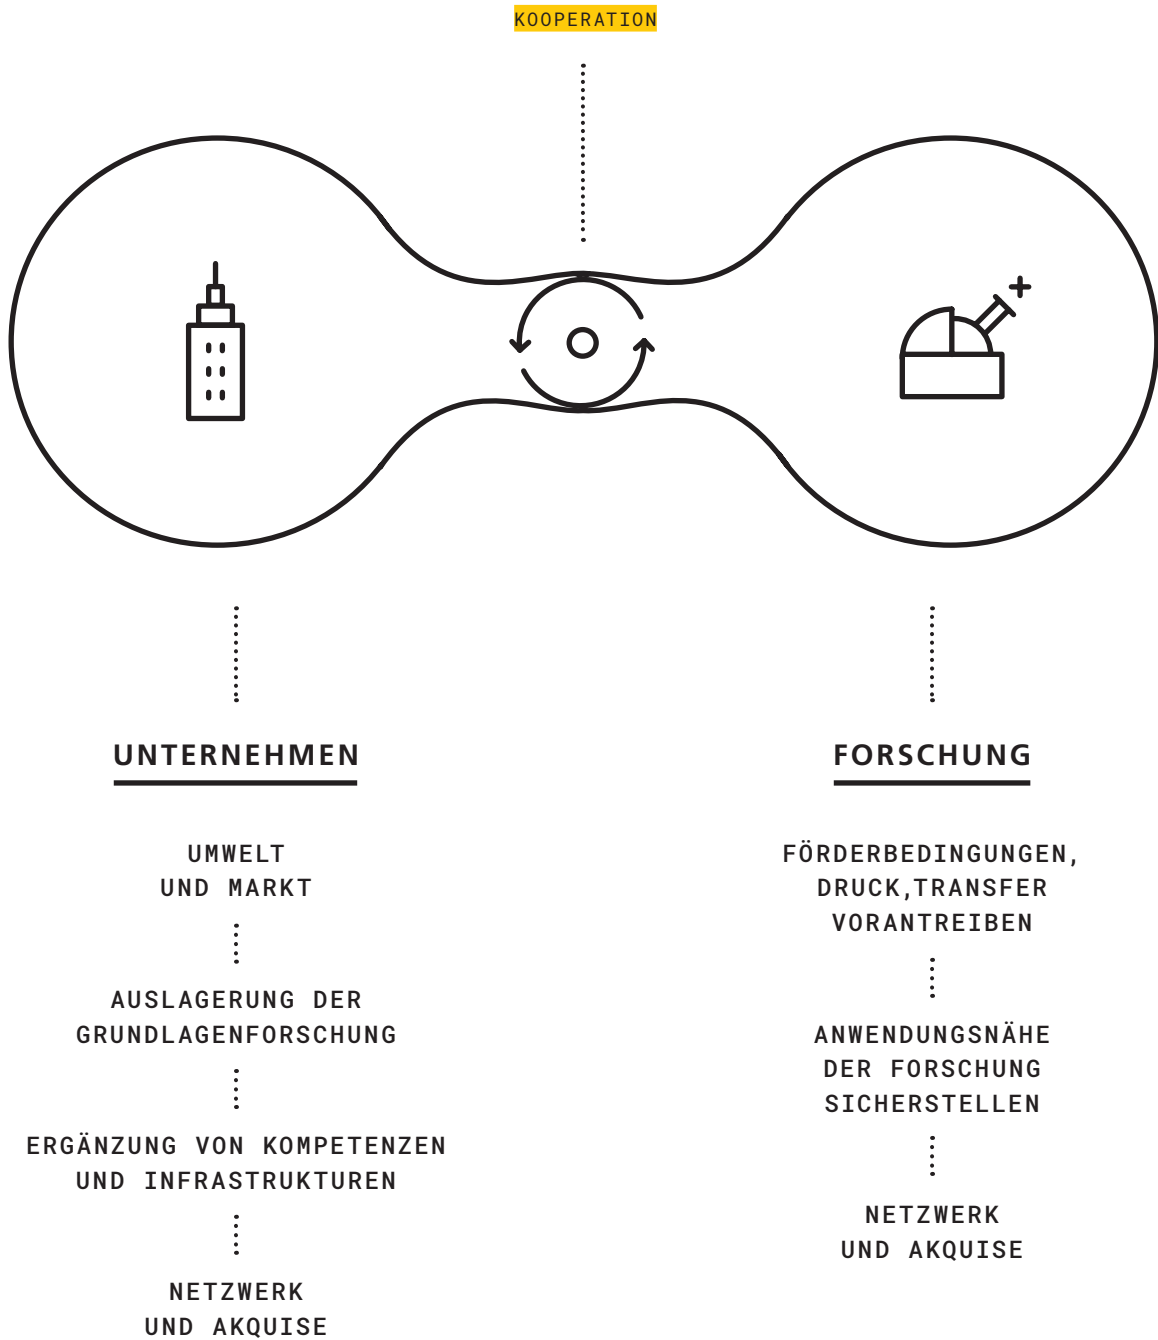 KOOPERATION
UNTERNEHMEN
UMWELT
UND MARKT
AUSLAGERUNG DER
GRUNDLAGENFORSCHUNG
ERGÄNZUNG VON KOMPETENZEN
UND INFRASTRUKTUREN
NETZWERK
UND AKQUISE
FORSCHUNG
FÖRDERBEDINGUNGEN,
DRUCK,TRANSFER
VORANTREIBEN
ANWENDUNGSNÄHE
DER FORSCHUNG
SICHERSTELLEN
NETZWERK
UND AKQUISE